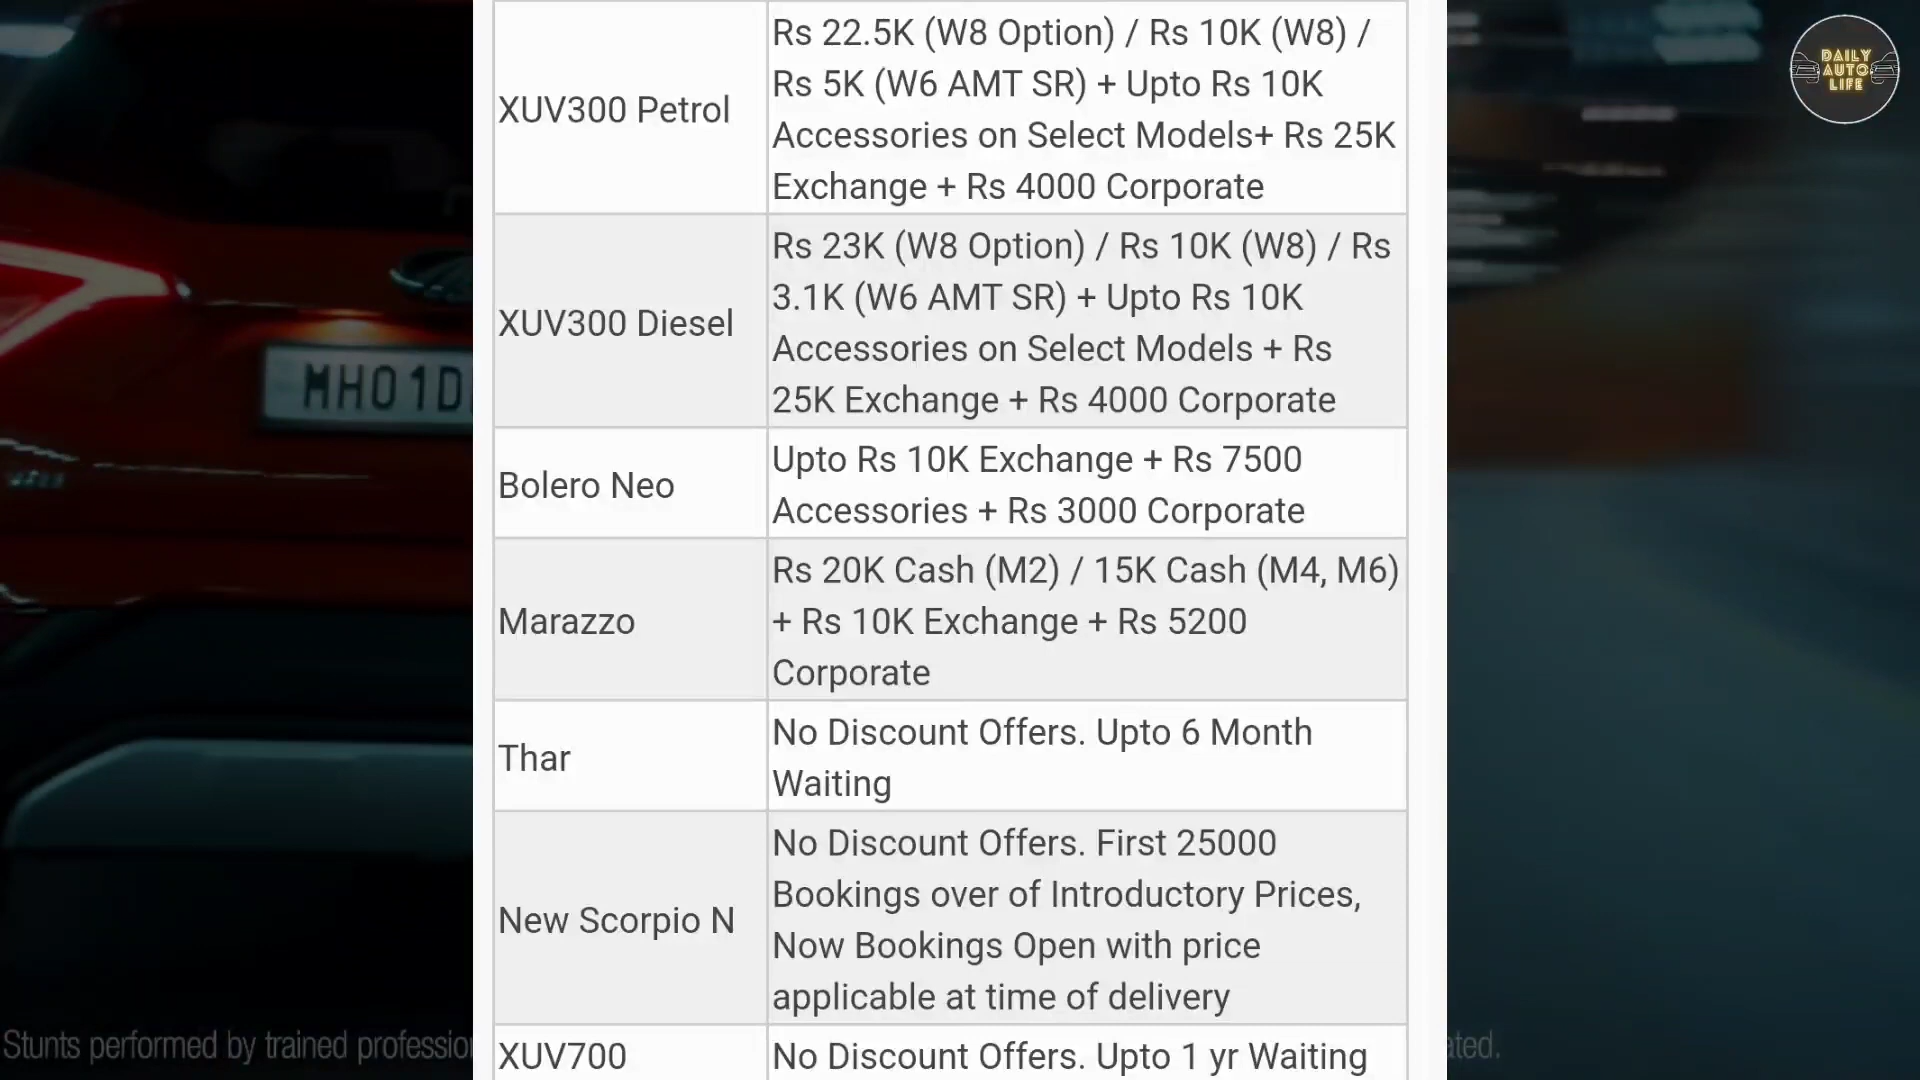 XUV300 Petrol
Rs 22.5K (W8 Option) / Rs 10K (W8) /
Rs 5K (W6 AMT SR) + Upto Rs 10K
Accessories on Select Models+ Rs 25K
Exchange + Rs 4000 Corporate
XUV300 Diesel
Rs 23K (W8 Option) / Rs 10K (W8) / Rs
3.1K (W6 AMT SR) + Upto Rs 10K
Accessories on Select Models + Rs
25K Exchange + Rs 4000 Corporate
Bolero Neo
Upto Rs 10K Exchange + Rs 7500
Accessories + Rs 3000 Corporate
Marazzo
Rs 20K Cash (M2) / 15K Cash (M4, M6)
+ Rs 10K Exchange + Rs 5200
Corporate
Thar
No Discount Offers. Upto 6 Month
Waiting
New Scorpio N
No Discount Offers. First 25000
Bookings over of Introductory Prices,
Now Bookings Open with price
applicable at time of delivery
XUV700
No Discount Offers. Upto 1 yr Waiting
DAILY
AUTO
LIFE
MH01D
Stunts performed by trained professio
ated.